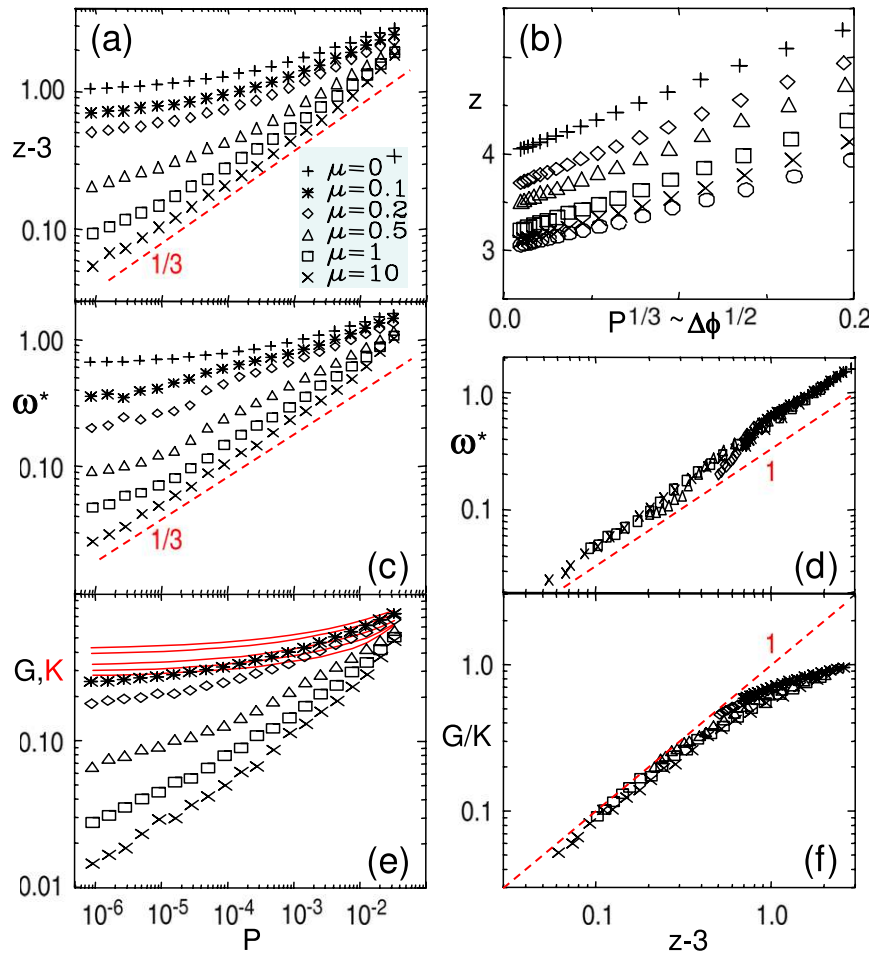 (a)
1.00
z-3
0.10
+ μ=0⁺
∗ μ=0.1
◇ μ=0.2
△ μ=0.5
□ μ=1
× μ=10
1/3
(b)
z
4
3
0.0
P^{1/3} ~ Δϕ^{1/2}
0.2
(c)
1.00
ω*
0.10
1/3
(d)
1.0
ω*
0.1
1
(e)
G,K
0.10
0.01
10⁻⁶ 10⁻⁵ 10⁻⁴ 10⁻³ 10⁻²
P
(f)
1
1.0
G/K
0.1
0.1 1.0
z-3